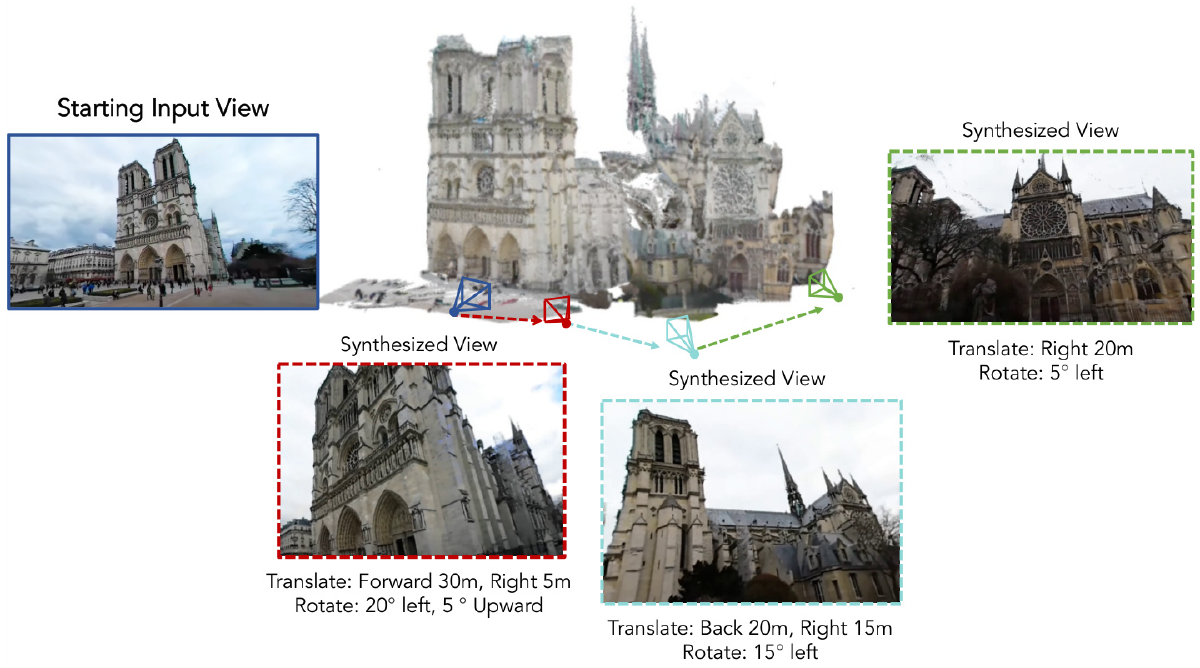 Starting Input View
Synthesized View
Translate: Forward 30m, Right 5m
Rotate: 20° left, 5 ° Upward
Synthesized View
Translate: Back 20m, Right 15m
Rotate: 15° left
Synthesized View
Translate: Right 20m
Rotate: 5° left